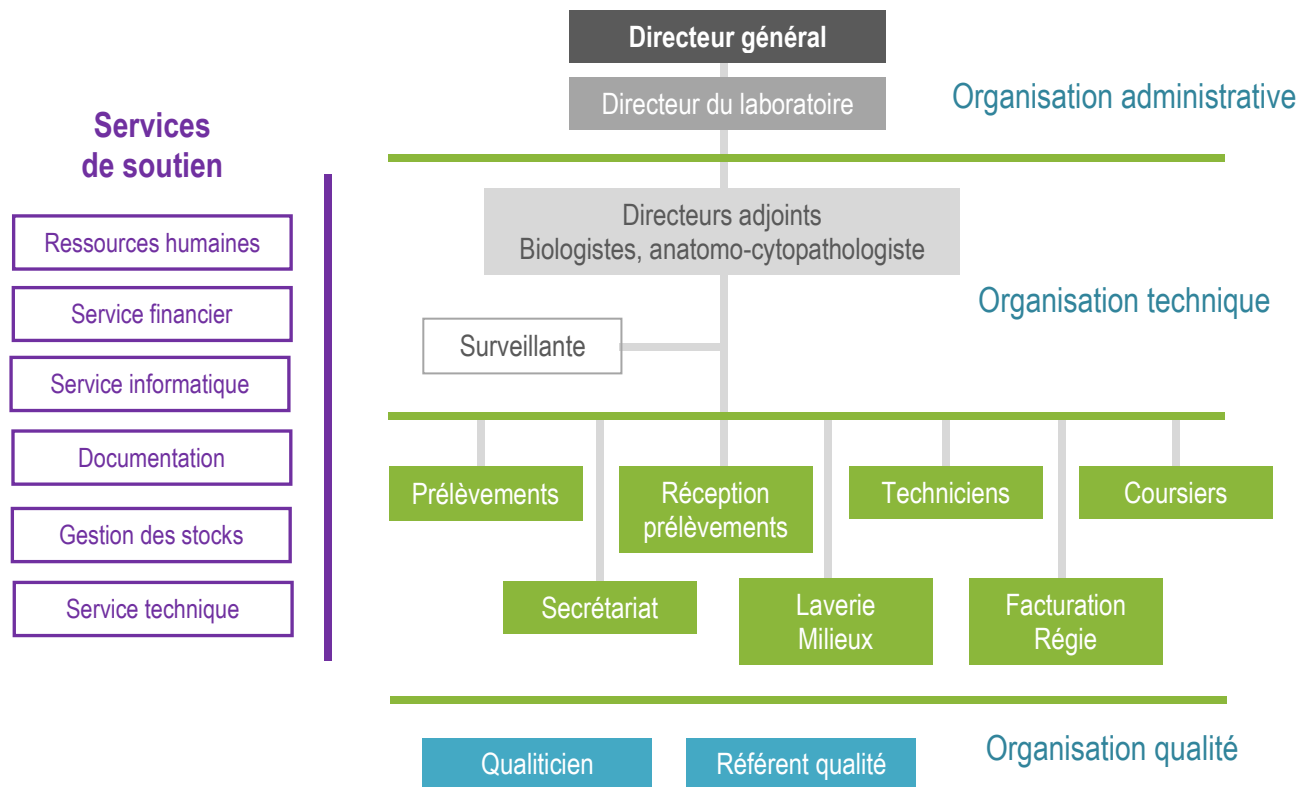 Directeur général
Directeur du laboratoire
Organisation administrative
Services
de soutien
Ressources humaines
Service financier
Service informatique
Documentation
Gestion des stocks
Service technique
Directeurs adjoints
Biologistes, anatomo-cytopathologiste
Organisation technique
Surveillante
Prélèvements
Réception
prélèvements
Techniciens
Coursiers
Secrétariat
Laverie
Milieux
Facturation
Régie
Qualiticien
Référent qualité
Organisation qualité